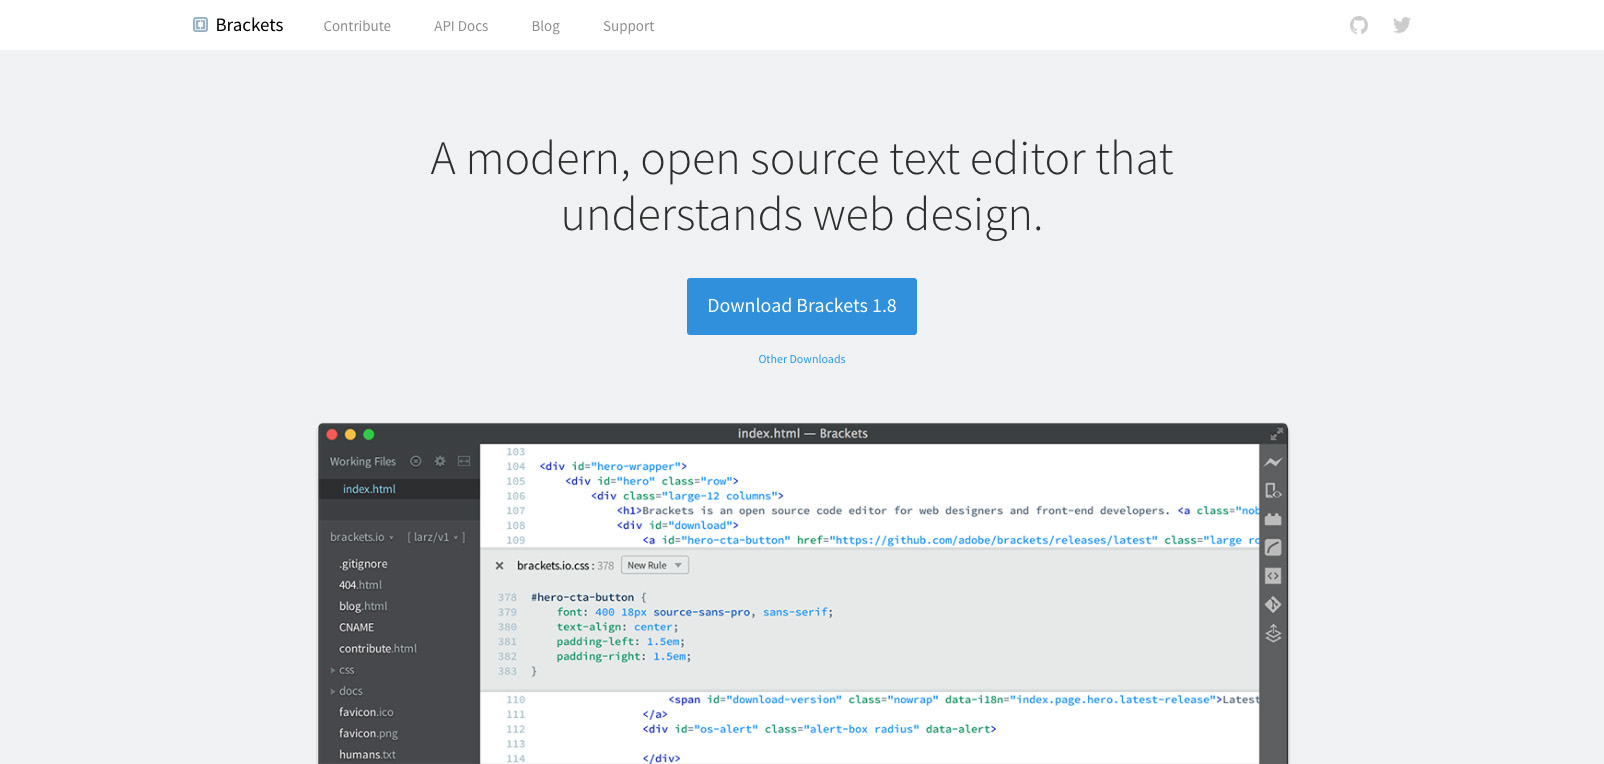 Brackets Contribute API Docs Blog Support
A modern, open source text editor that
understands web design.
Download Brackets 1.8
Other Downloads
index.html — Brackets
Working Files
index.html
brackets.io [ larz/v1 ]
.gitignore
404.html
blog.html
CNAME
contribute.html
css
docs
favicon.ico
favicon.png
humans.txt
103
104 <div id="hero-wrapper">
105 <div id="hero" class="row">
106 <div class="large-12 columns">
107 <h1>Brackets is an open source code editor for web designers and front-end developers. <a class="nob
108 <div id="download">
109 <a id="hero-cta-button" href="https://github.com/adobe/brackets/releases/latest" class="large ro
brackets.io.css : 378 New Rule
378 #hero-cta-button {
379 font: 400 18px source-sans-pro, sans-serif;
380 text-align: center;
381 padding-left: 1.5em;
382 padding-right: 1.5em;
383 }
110 <span id="download-version" class="nowrap" data-i18n="index.page.hero.latest-release">Latest
111 </a>
112 <div id="os-alert" class="alert-box radius" data-alert>
113
114 </div>